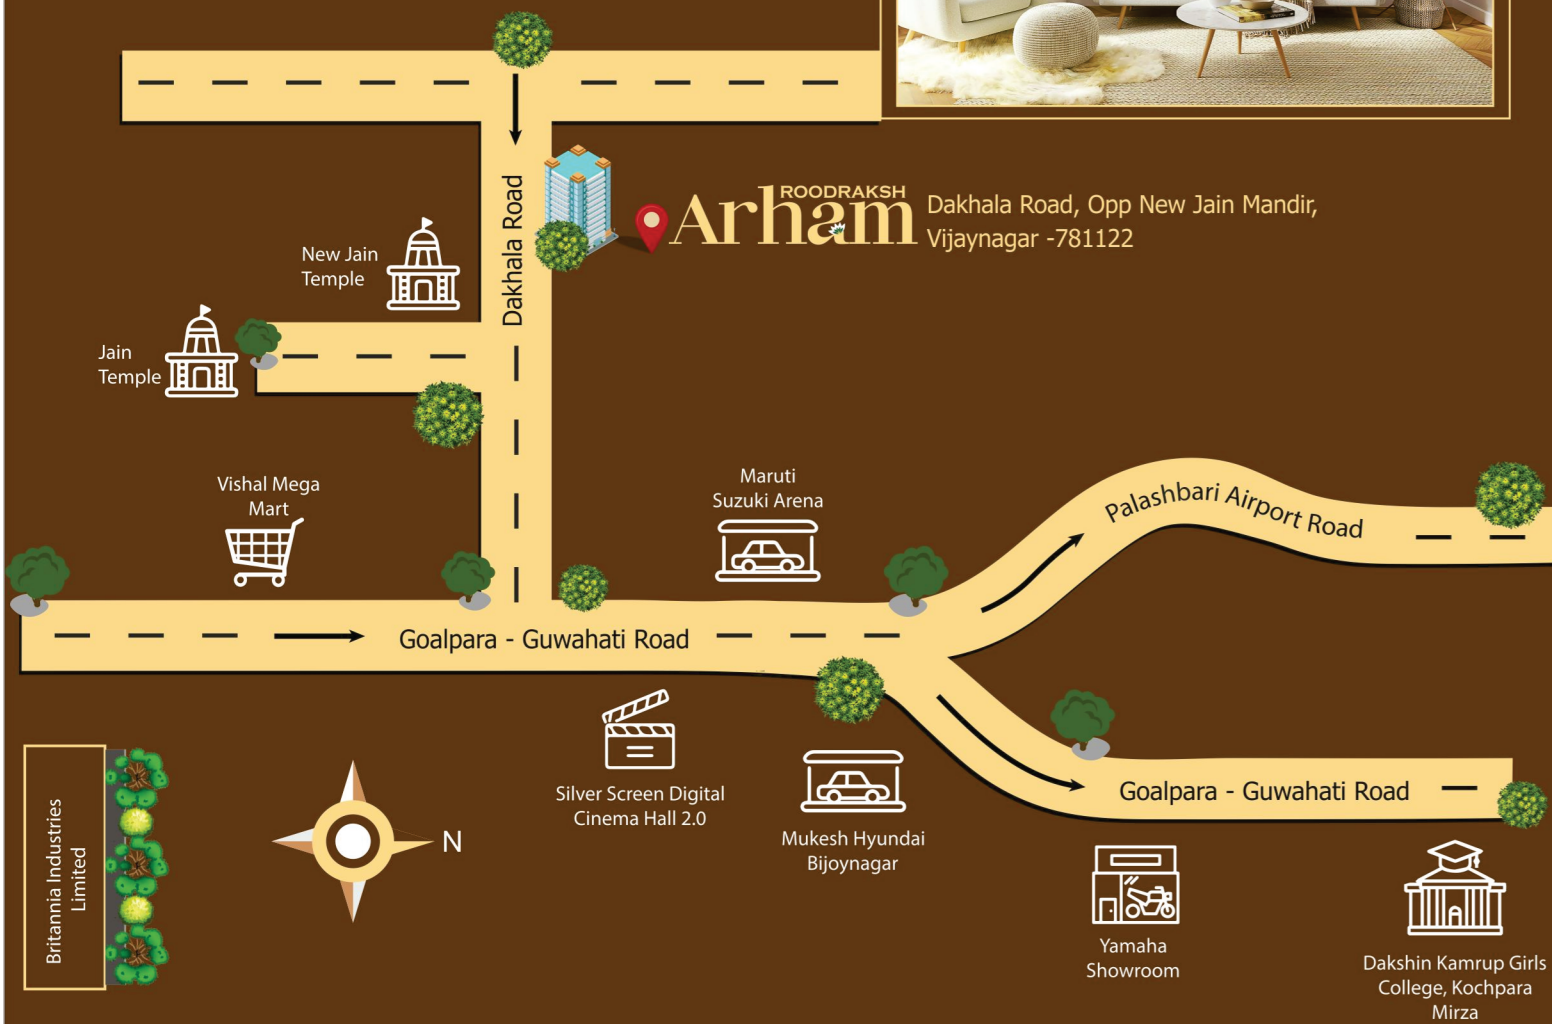 Dakhala Road
ROODRAKSH
Arham
Dakhala Road, Opp New Jain Mandir,
Vijaynagar -781122
New Jain
Temple
Jain
Temple
Vishal Mega
Mart
Maruti
Suzuki Arena
Palashbari Airport Road
Goalpara - Guwahati Road
Silver Screen Digital
Cinema Hall 2.0
Mukesh Hyundai
Bijoynagar
Goalpara - Guwahati Road
Britannia Industries
Limited
N
Yamaha
Showroom
Dakshin Kamrup Girls
College, Kochpara
Mirza